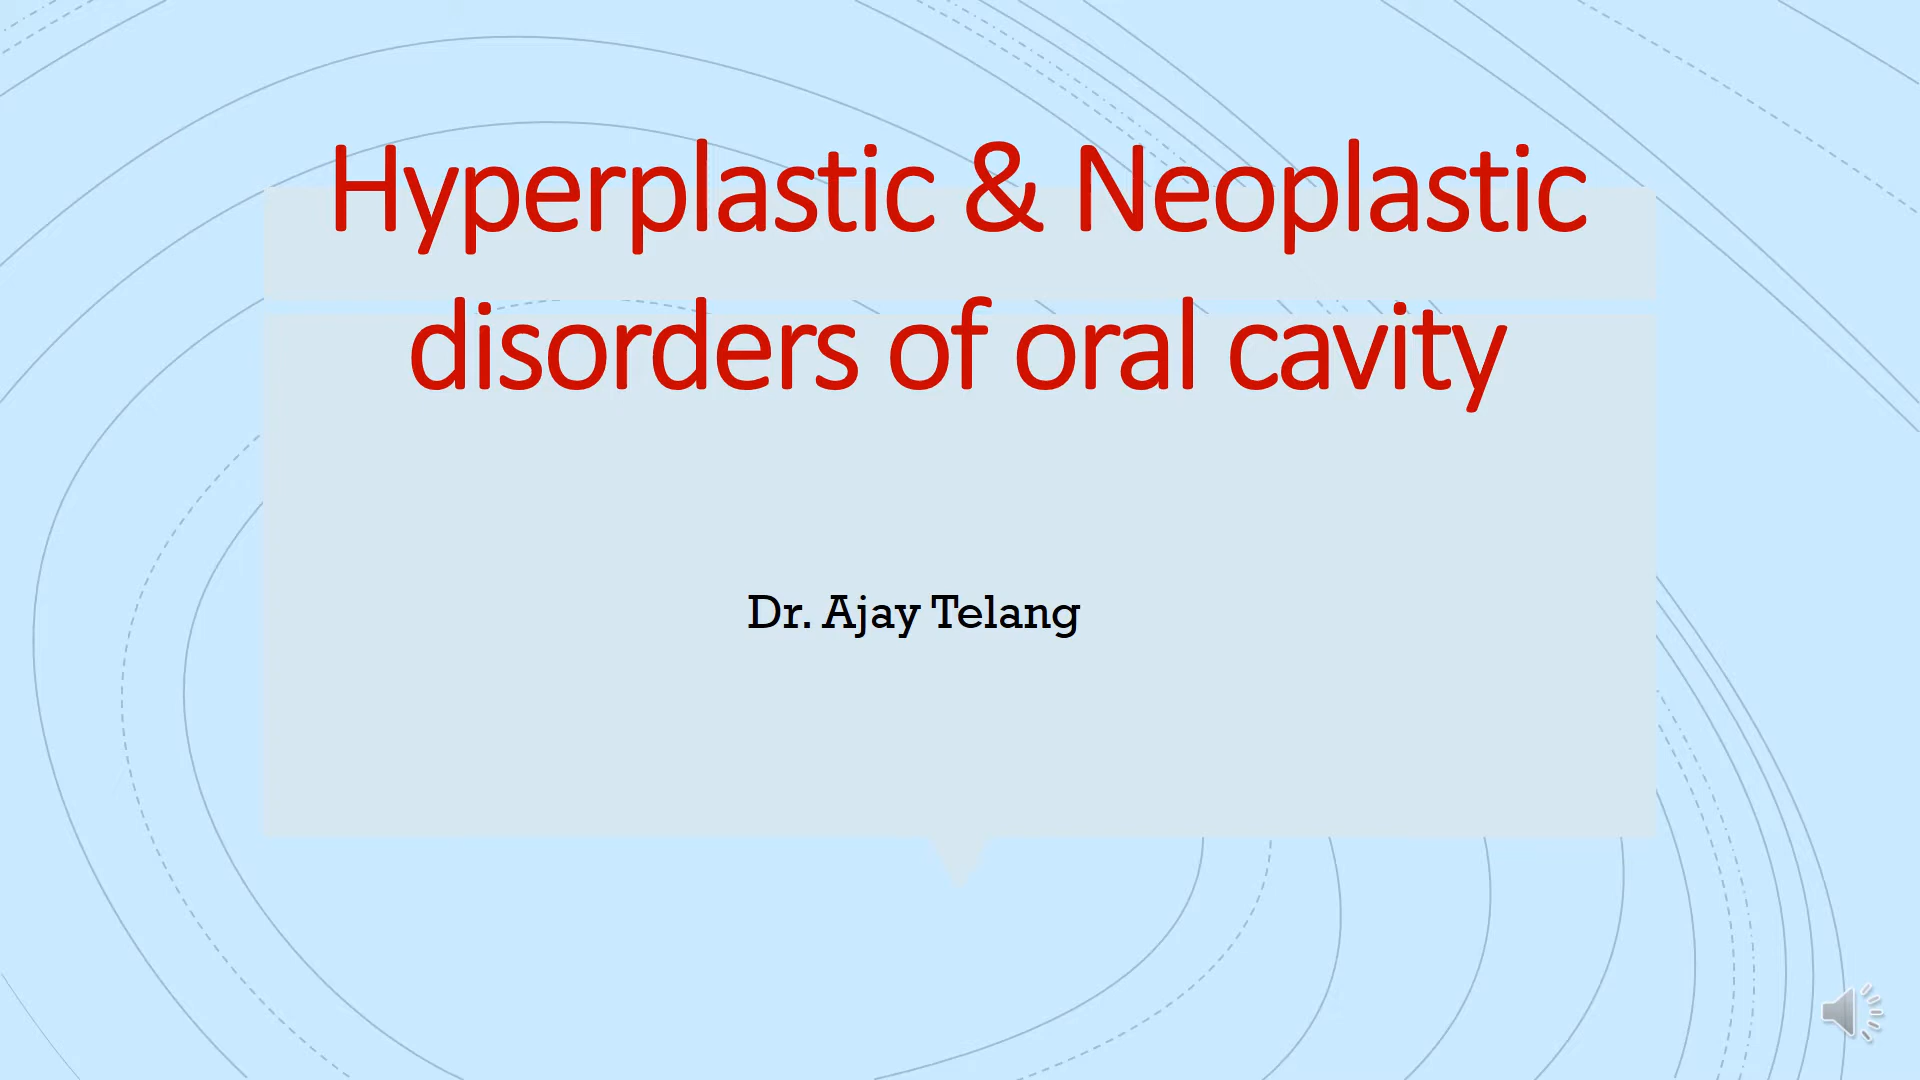 Hyperplastic & Neoplastic
disorders of oral cavity
Dr. Ajay Telang